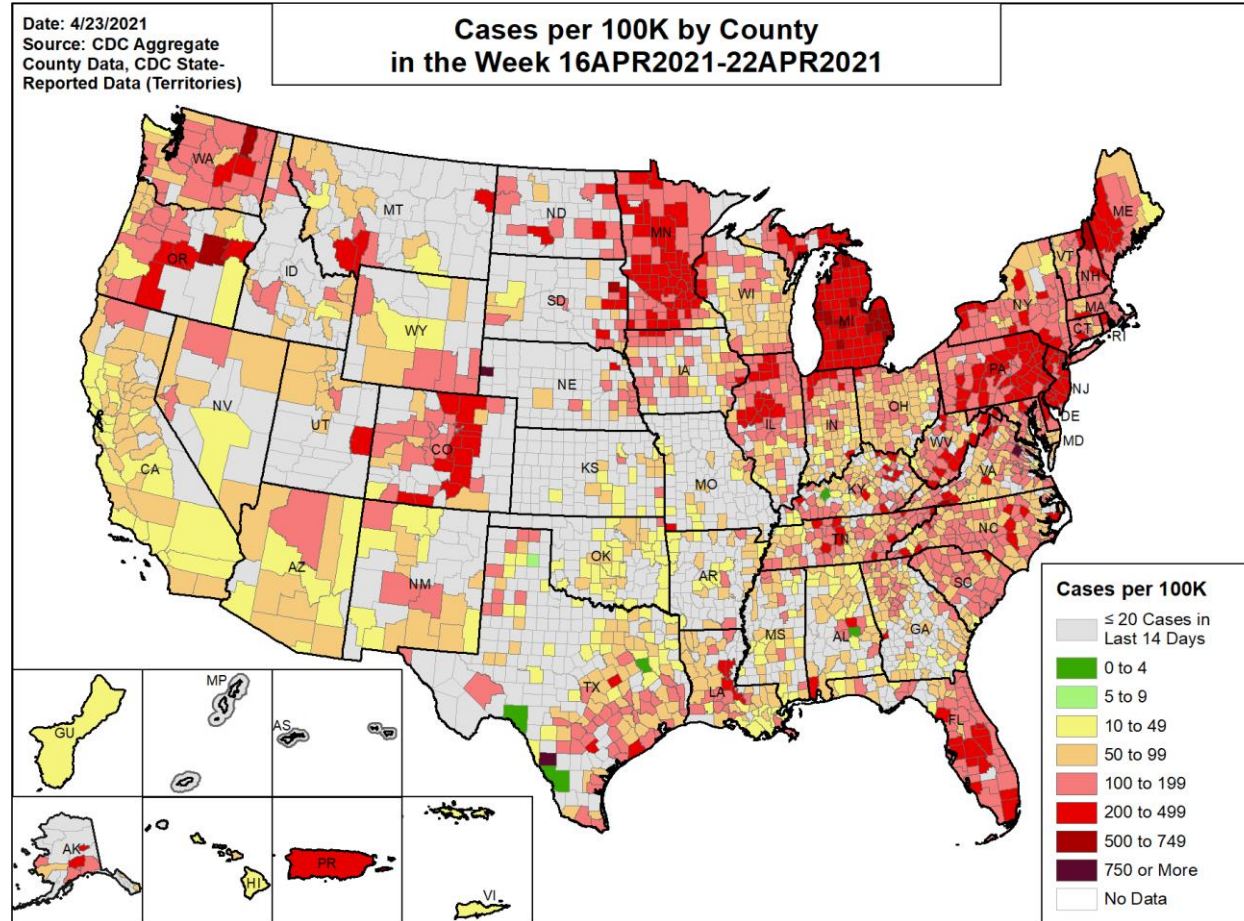 Date: 4/23/2021
Source: CDC Aggregate
County Data, CDC State-
Reported Data (Territories)
Cases per 100K by County
in the Week 16APR2021-22APR2021
WA
OR
CA
NV
ID
MT
WY
UT
AZ
CO
NM
ND
SD
NE
KS
OK
TX
MN
IA
MO
AR
LA
WI
IL
MI
IN
OH
KY
TN
MS
AL
GA
FL
SC
NC
VA
WV
PA
NY
VT
NH
ME
MA
CT
RI
NJ
DE
MD
GU
MP
AS
AK
HI
PR
VI
Cases per 100K
≤ 20 Cases in
Last 14 Days
0 to 4
5 to 9
10 to 49
50 to 99
100 to 199
200 to 499
500 to 749
750 or More
No Data